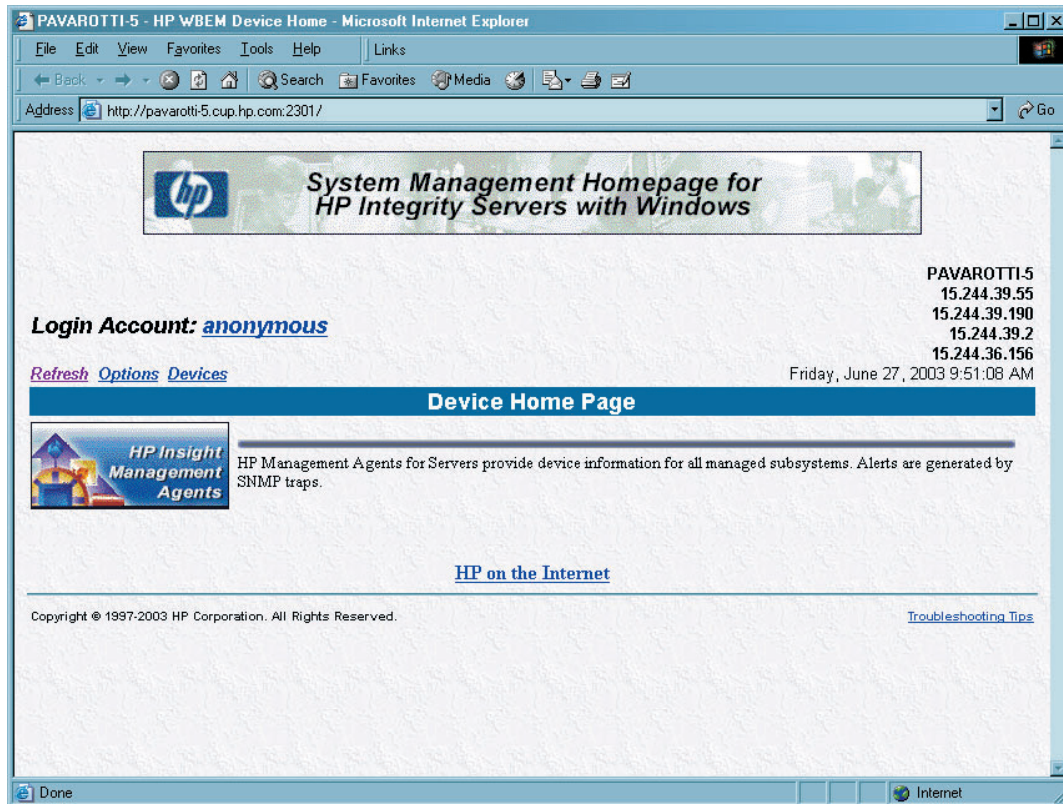 PAVAROTTI-5 - HP WBEM Device Home - Microsoft Internet Explorer
File Edit View Favorites Tools Help Links
Back Search Favorites Media
Address http://pavarotti-5.cup.hp.com:2301/ Go
hp
System Management Homepage for
HP Integrity Servers with Windows
PAVAROTTI-5
15.244.39.55
15.244.39.190
15.244.39.2
15.244.36.156
Login Account: anonymous
Refresh Options Devices
Friday, June 27, 2003 9:51:08 AM
Device Home Page
HP Insight
Management
Agents
HP Management Agents for Servers provide device information for all managed subsystems. Alerts are generated by
SNMP traps.
HP on the Internet
Copyright © 1997-2003 HP Corporation. All Rights Reserved.
Troubleshooting Tips
Done
Internet